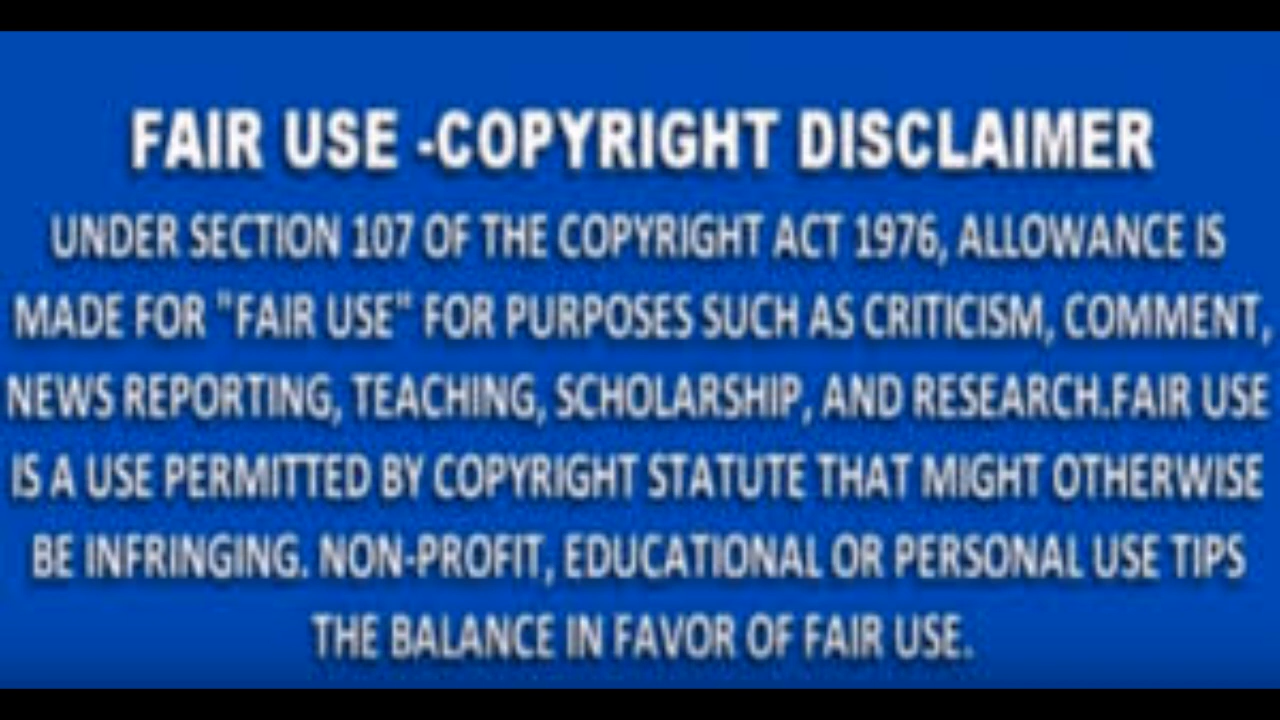 FAIR USE -COPYRIGHT DISCLAIMER
UNDER SECTION 107 OF THE COPYRIGHT ACT 1976, ALLOWANCE IS
MADE FOR "FAIR USE" FOR PURPOSES SUCH AS CRITICISM, COMMENT,
NEWS REPORTING, TEACHING, SCHOLARSHIP, AND RESEARCH.FAIR USE
IS A USE PERMITTED BY COPYRIGHT STATUTE THAT MIGHT OTHERWISE
BE INFRINGING. NON-PROFIT, EDUCATIONAL OR PERSONAL USE TIPS
THE BALANCE IN FAVOR OF FAIR USE.